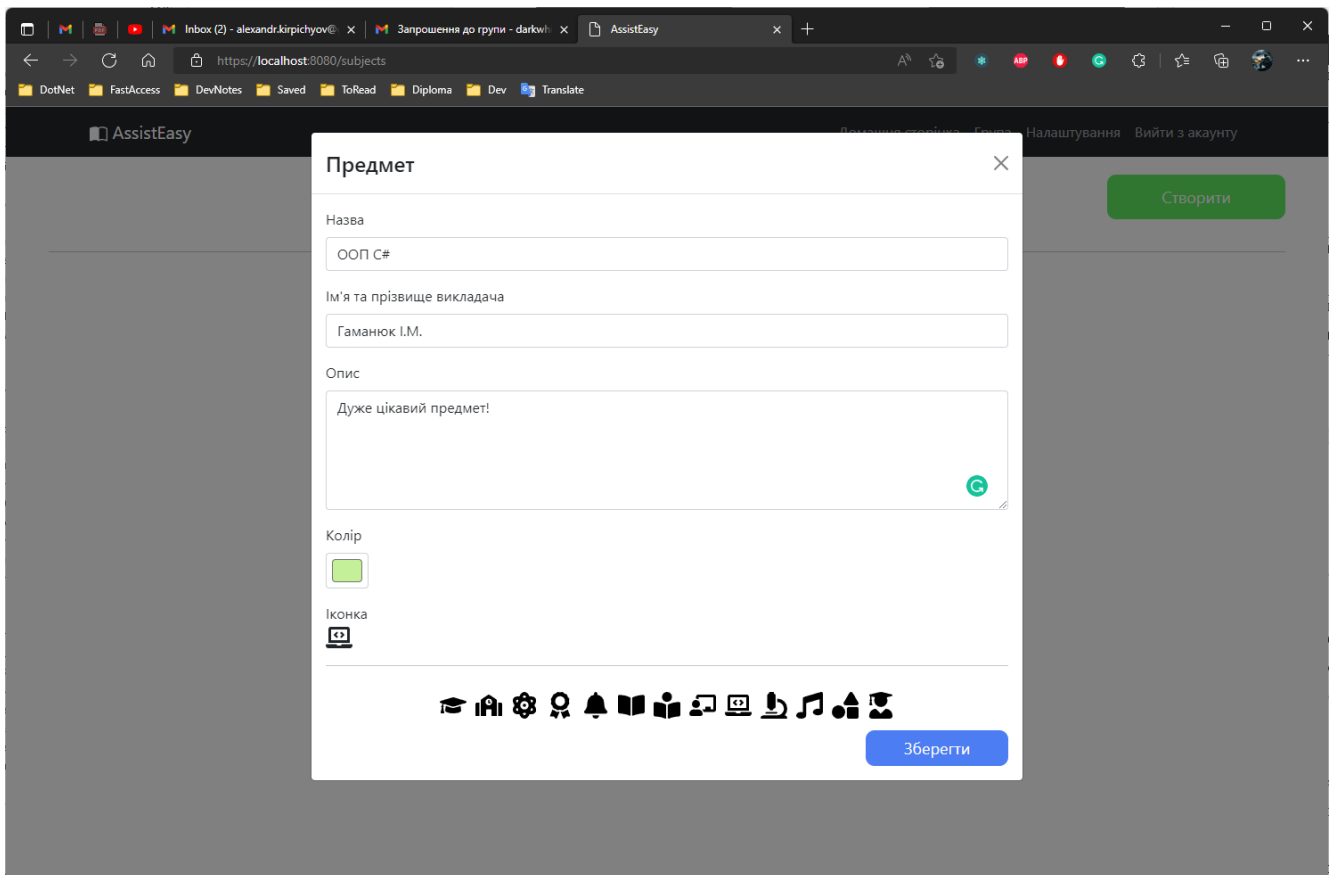 Inbox (2) - alexandr.kirpichyov@
Запрошення до групи - darkwh
AssistEasy
https://localhost:8080/subjects
ABP
DotNet
FastAccess
DevNotes
Saved
ToRead
Diploma
Dev
Translate
AssistEasy
Домашня сторінка
Група
Налаштування
Вийти з акаунту
Створити
Предмет
Назва
ООП C#
Ім'я та прізвище викладача
Гаманюк І.М.
Опис
Дуже цікавий предмет!
Колір
Іконка
Зберегти